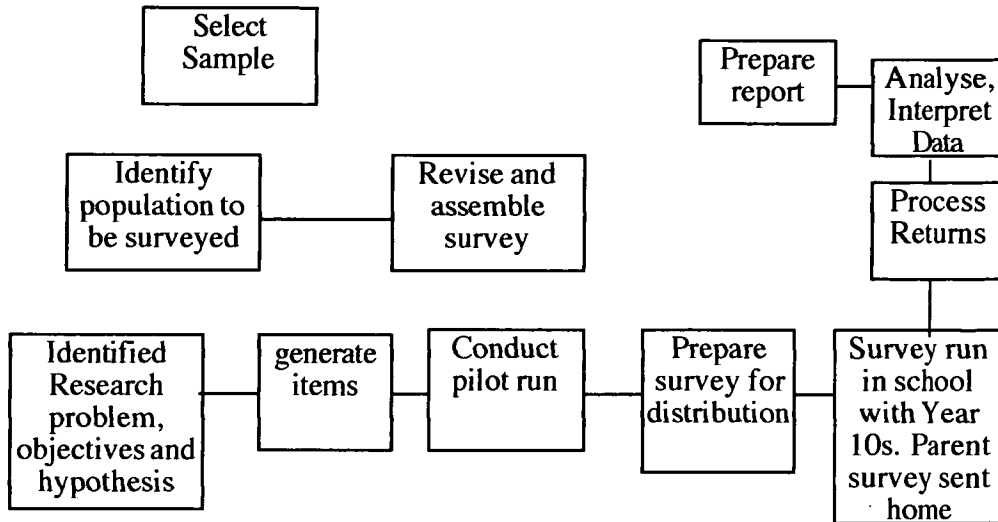 Select
Sample
Prepare
report
Analyse,
Interpret
Data
Identify
population to
be surveyed
Revise and
assemble
survey
Process
Returns
Identified
Research
problem,
objectives and
hypothesis
generate
items
Conduct
pilot run
Prepare
survey for
distribution
Survey run
in school
with Year
10s. Parent
survey sent
home